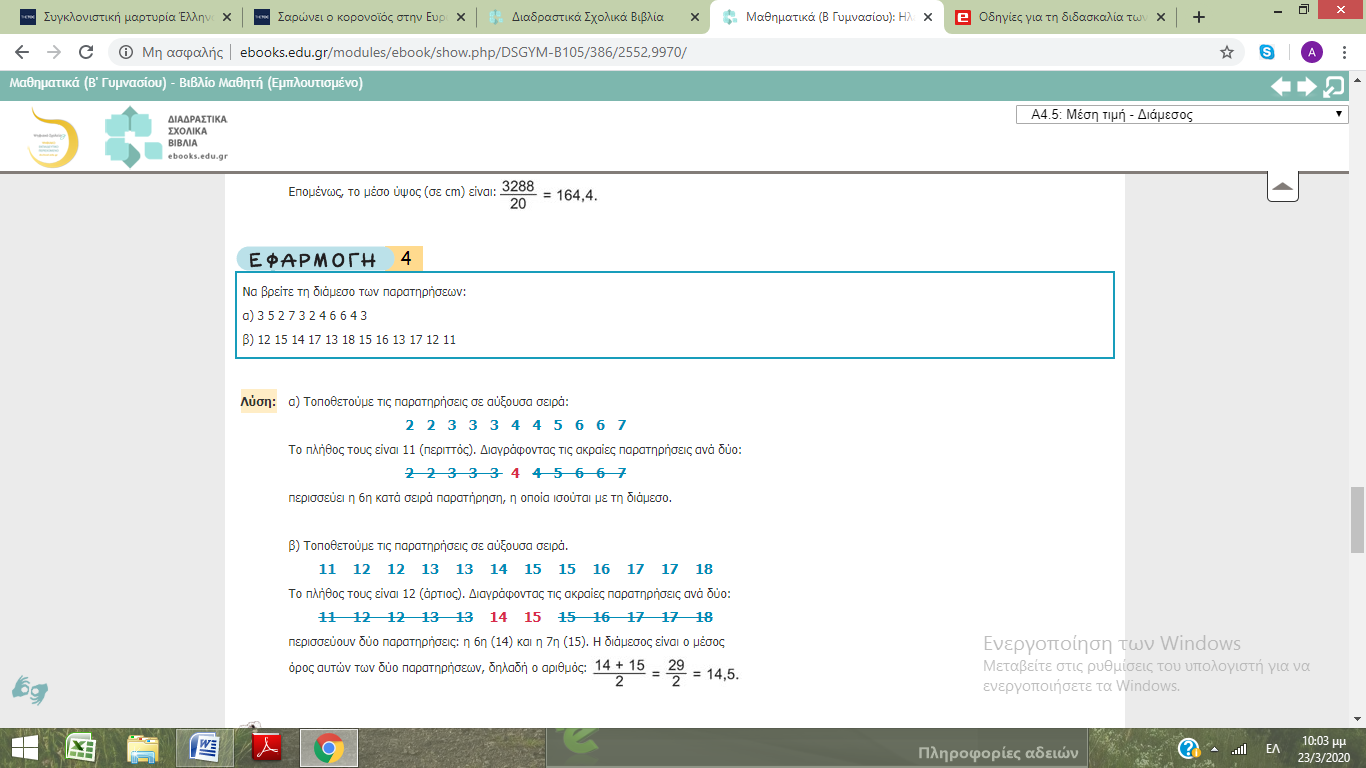 Συγκλονιστική μαρτυρία Έλλην
Σαρώνει ο κορονοϊός στην Ευρ
Διαδραστικά Σχολικά Βιβλία
Μαθηματικά (Β Γυμνασίου): Ηλ
Οδηγίες για τη διδασκαλία των
Μη ασφαλής | ebooks.edu.gr/modules/ebook/show.php/DSGYM-B105/386/2552,9970/
A
Μαθηματικά (Β' Γυμνασίου) - Βιβλίο Μαθητή (Εμπλουτισμένο)
ΔΙΑΔΡΑΣΤΙΚΑ
ΣΧΟΛΙΚΑ
ΒΙΒΛΙΑ
ebooks.edu.gr
Α4.5: Μέση τιμή - Διάμεσος
Επομένως, το μέσο ύψος (σε cm) είναι: 3288/20 = 164,4.
ΕΦΑΡΜΟΓΗ 4
Να βρείτε τη διάμεσο των παρατηρήσεων:
α) 3 5 2 7 3 2 4 6 6 4 3
β) 12 15 14 17 13 18 15 16 13 17 12 11
Λύση: α) Τοποθετούμε τις παρατηρήσεις σε αύξουσα σειρά:
2 2 3 3 3 4 4 5 6 6 7
Το πλήθος τους είναι 11 (περιττός). Διαγράφοντας τις ακραίες παρατηρήσεις ανά δύο:
2 2 3 3 3 4 4 5 6 6 7
περισσεύει η 6η κατά σειρά παρατήρηση, η οποία ισούται με τη διάμεσο.
β) Τοποθετούμε τις παρατηρήσεις σε αύξουσα σειρά.
11 12 12 13 13 14 15 15 16 17 17 18
Το πλήθος τους είναι 12 (άρτιος). Διαγράφοντας τις ακραίες παρατηρήσεις ανά δύο:
11 12 12 13 13 14 15 15 16 17 17 18
περισσεύουν δύο παρατηρήσεις: η 6η (14) και η 7η (15). Η διάμεσος είναι ο μέσος
όρος αυτών των δύο παρατηρήσεων, δηλαδή ο αριθμός: 14 + 15/2 = 29/2 = 14,5.
Ενεργοποίηση των Windows
Μεταβείτε στις ρυθμίσεις του υπολογιστή για να
ενεργοποιήσετε τα Windows.
Πληροφορίες αδειών
ΕΛ
10:03 μμ
23/3/2020